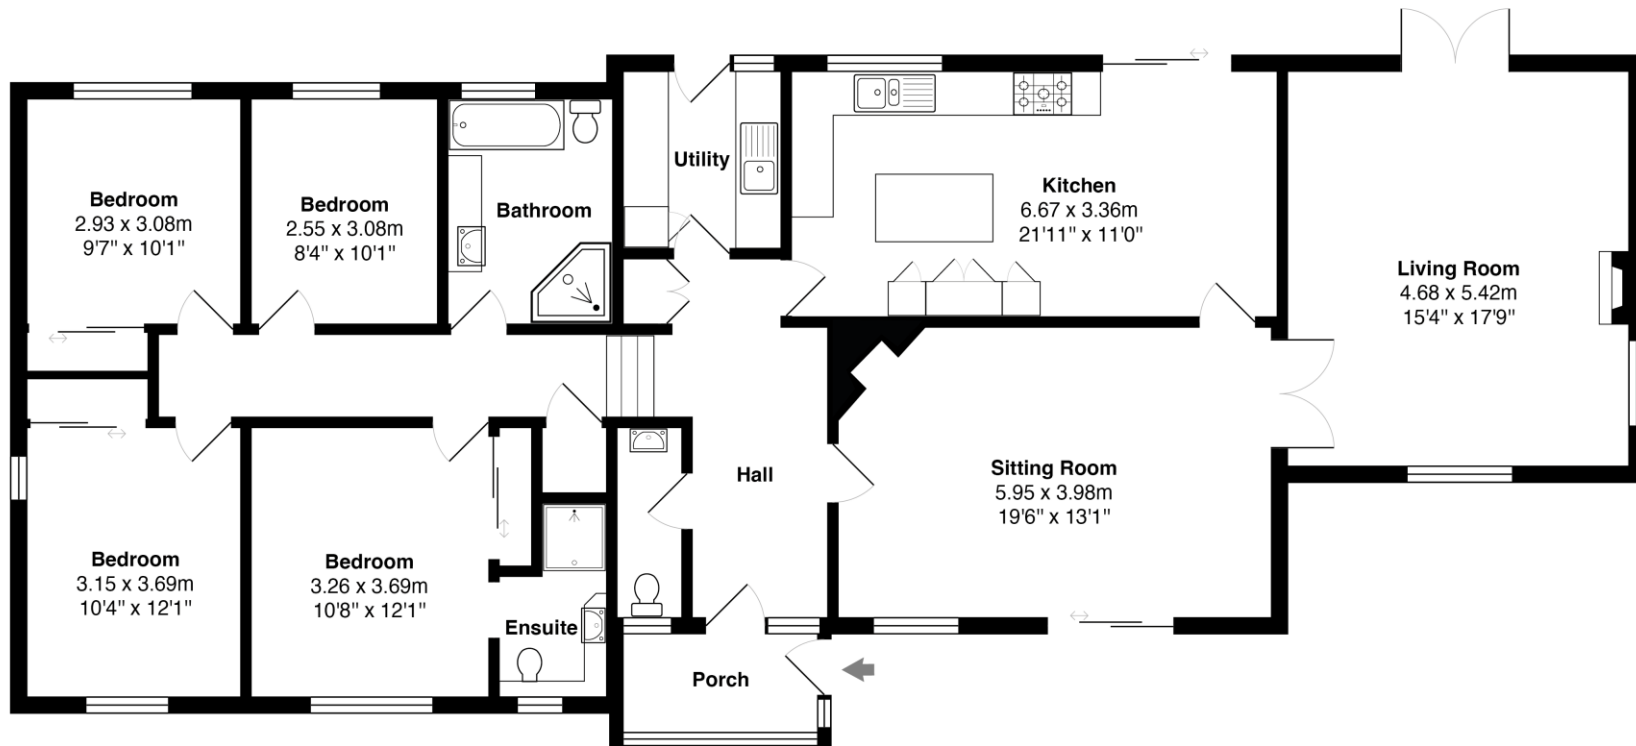 Bedroom
2.93 x 3.08m
9'7" x 10'1"
Bedroom
2.55 x 3.08m
8'4" x 10'1"
Bathroom
Utility
Kitchen
6.67 x 3.36m
21'11" x 11'0"
Living Room
4.68 x 5.42m
15'4" x 17'9"
Bedroom
3.15 x 3.69m
10'4" x 12'1"
Bedroom
3.26 x 3.69m
10'8" x 12'1"
Ensuite
Hall
Sitting Room
5.95 x 3.98m
19'6" x 13'1"
Porch